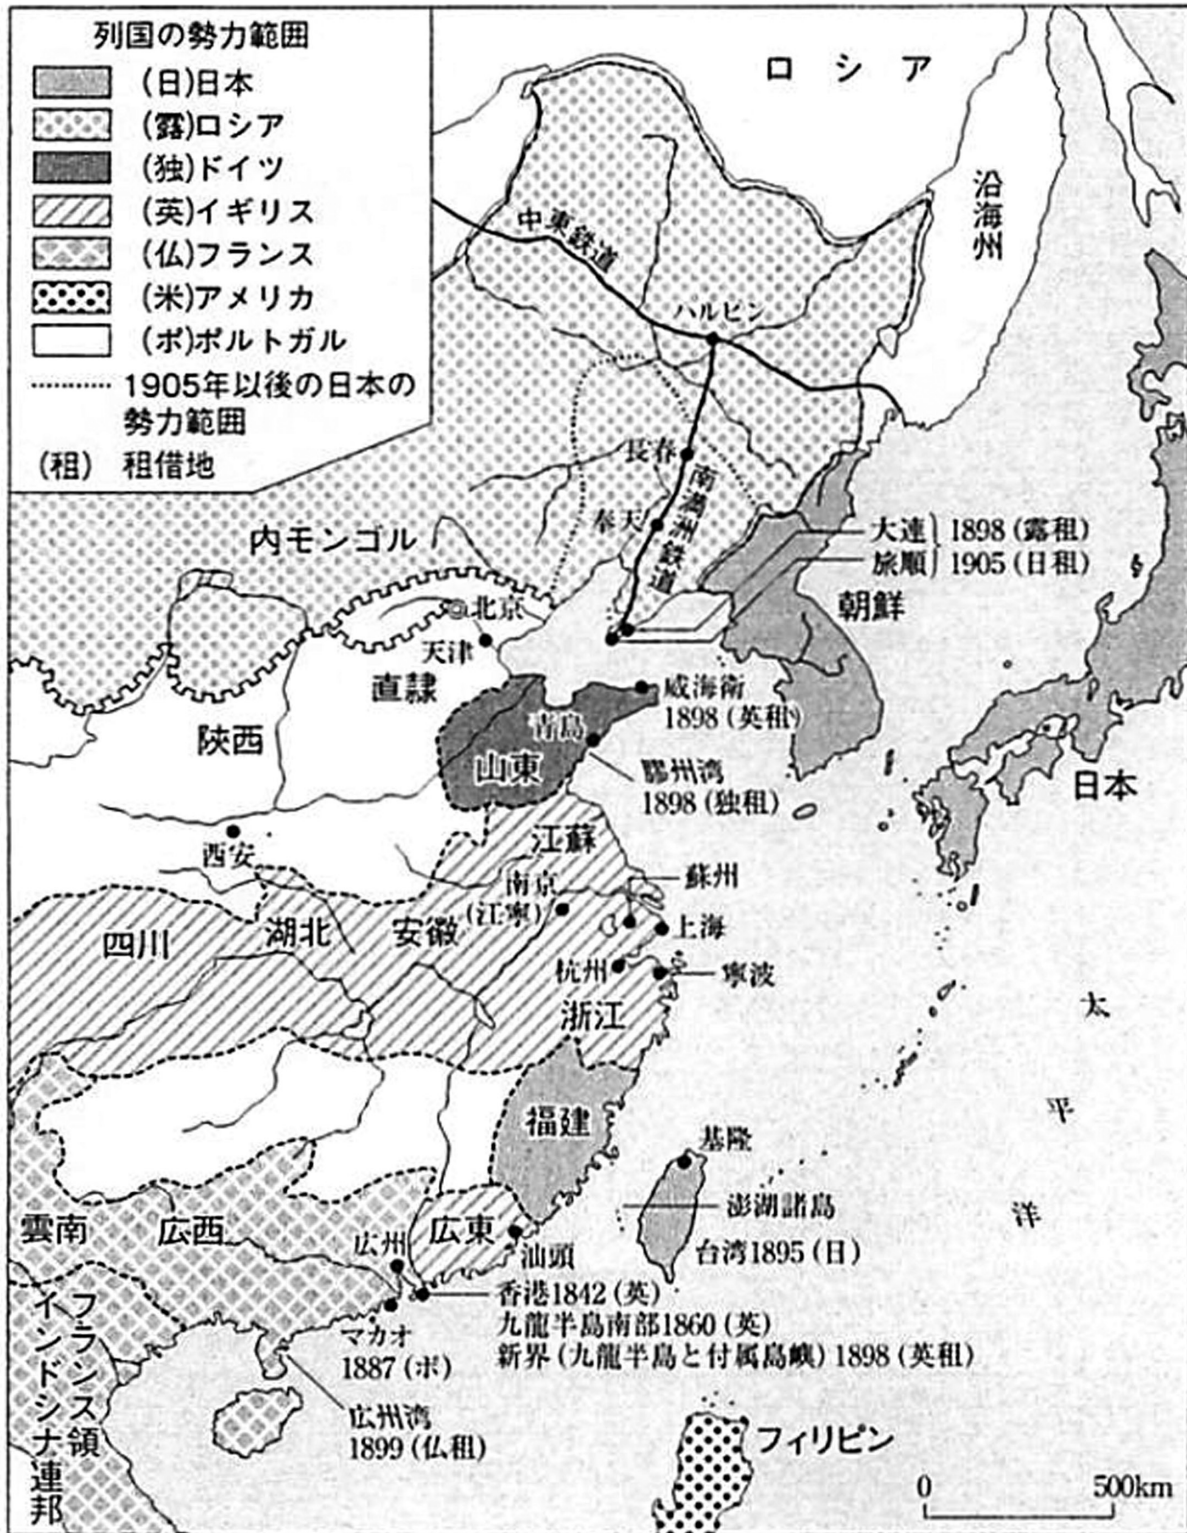 列国の勢力範囲
(日)日本
(露)ロシア
(独)ドイツ
(英)イギリス
(仏)フランス
(米)アメリカ
(ポ)ポルトガル
1905年以後の日本の
勢力範囲
(租) 租借地
ロシア
沿海州
中東鉄道
ハルビン
長春
南満洲鉄道
奉天
内モンゴル
大連
旅順
1898(露租)
1905(日租)
朝鮮
北京
天津
直隷
威海衛
1898(英租)
陝西
青島
山東
膠州湾
1898(独租)
日本
西安
江蘇
南京
(江寧)
蘇州
上海
四川
湖北
安徽
杭州
寧波
浙江
太平洋
福建
基隆
澎湖諸島
台湾1895(日)
雲南
広西
広州
広東
汕頭
香港1842(英)
九龍半島南部1860(英)
新界(九龍半島と付属島嶼)1898(英租)
マカオ
1887(ポ)
フランス領
インドシナ連邦
広州湾
1899(仏租)
フィリピン
0 500km